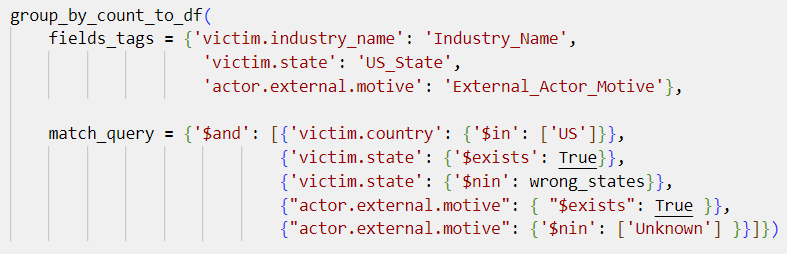 group_by_count_to_df(
    fields_tags = {'victim.industry_name': 'Industry_Name',
                   'victim.state': 'US_State',
                   'actor.external.motive': 'External_Actor_Motive'},
    match_query = {'$and': [{'victim.country': {'$in': ['US']}},
                            {'victim.state': {'$exists': True}},
                            {'victim.state': {'$nin': wrong_states}},
                            {"actor.external.motive": { "$exists": True }},
                            {"actor.external.motive": {'$nin': ['Unknown'] }}]})